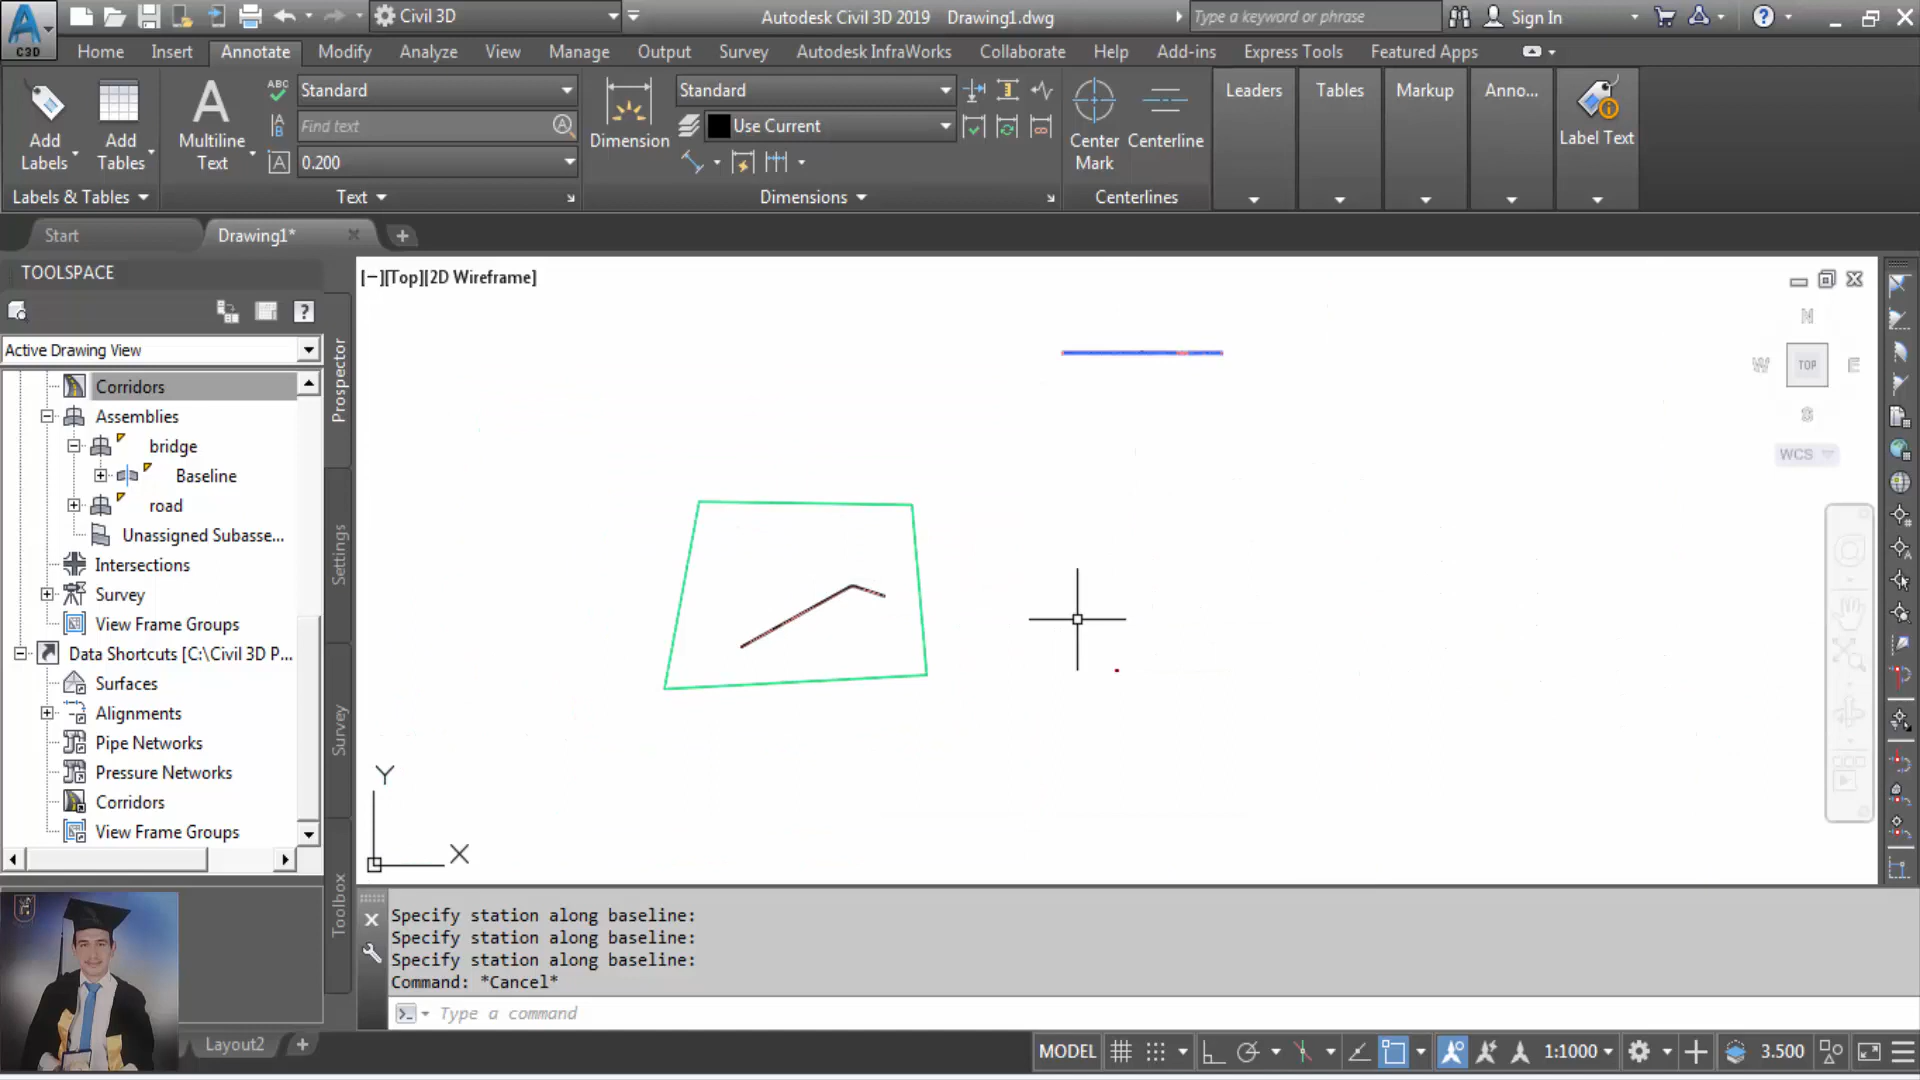 C3D
Civil 3D
Autodesk Civil 3D 2019 Drawing1.dwg
Type a keyword or phrase
Sign In
Home Insert Annotate Modify Analyze View Manage Output Survey Autodesk InfraWorks Collaborate Help Add-ins Express Tools Featured Apps
Add Labels
Add Tables
Multiline Text
ABC
Standard
Find text
0.200
Dimension
Standard
Use Current
Center Mark
Centerline
Leaders
Tables
Markup
Anno...
Label Text
Labels & Tables
Text
Dimensions
Centerlines
Start
Drawing1*
TOOLSPACE
Active Drawing View
Corridors
Assemblies
bridge
Baseline
road
Unassigned Subasse...
Intersections
Survey
View Frame Groups
Data Shortcuts [C:\Civil 3D P...
Surfaces
Alignments
Pipe Networks
Pressure Networks
Corridors
View Frame Groups
Prospector
Settings
Survey
Toolbox
[−][Top][2D Wireframe]
N
W
TOP
E
S
WCS
Y
X
Specify station along baseline:
Specify station along baseline:
Specify station along baseline:
Command: *Cancel*
Type a command
Layout2
MODEL
1:1000
3.500